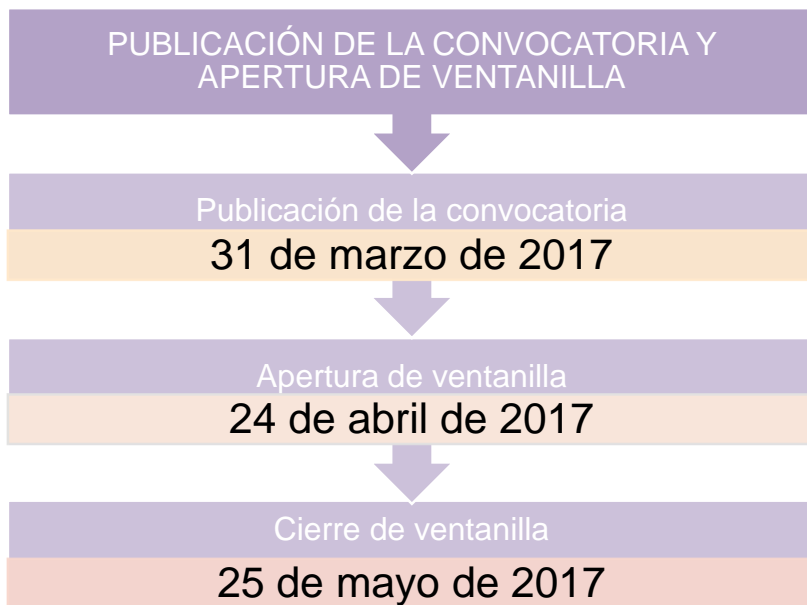 PUBLICACIÓN DE LA CONVOCATORIA Y
APERTURA DE VENTANILLA
Publicación de la convocatoria
31 de marzo de 2017
Apertura de ventanilla
24 de abril de 2017
Cierre de ventanilla
25 de mayo de 2017